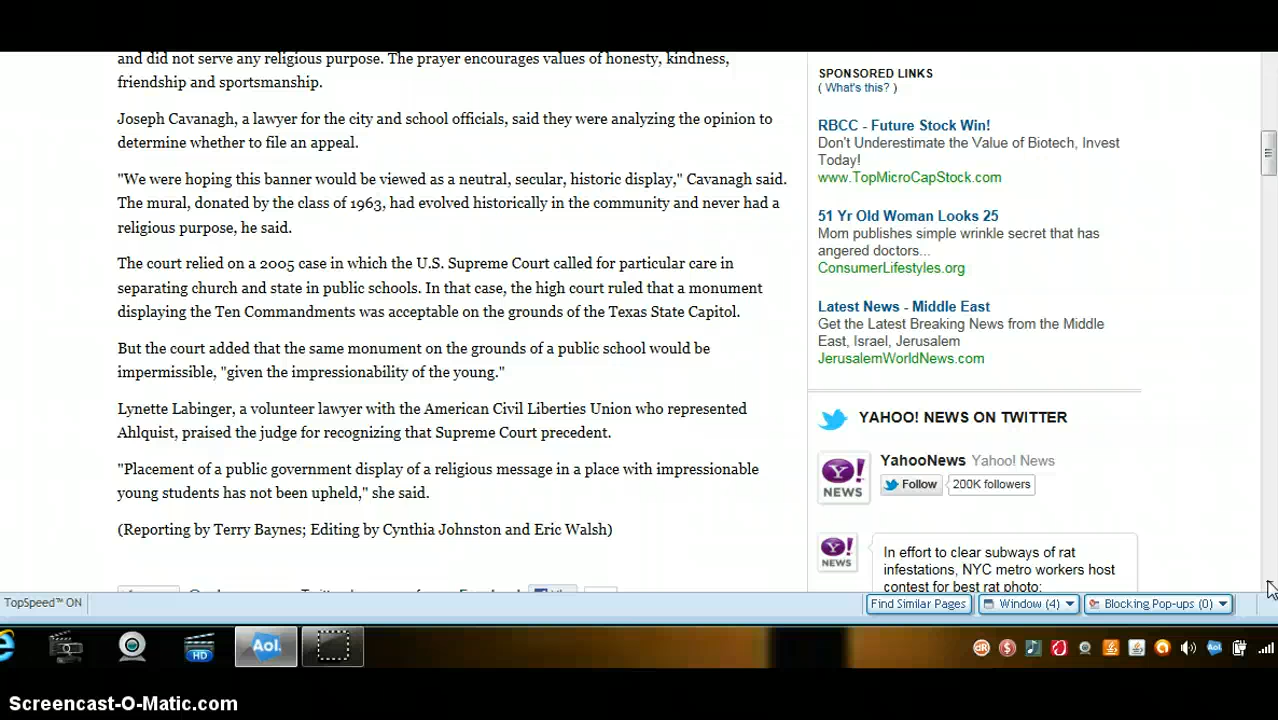 and did not serve any religious purpose. The prayer encourages values of honesty, kindness,
friendship and sportsmanship.
Joseph Cavanagh, a lawyer for the city and school officials, said they were analyzing the opinion to
determine whether to file an appeal.
"We were hoping this banner would be viewed as a neutral, secular, historic display," Cavanagh said.
The mural, donated by the class of 1963, had evolved historically in the community and never had a
religious purpose, he said.
The court relied on a 2005 case in which the U.S. Supreme Court called for particular care in
separating church and state in public schools. In that case, the high court ruled that a monument
displaying the Ten Commandments was acceptable on the grounds of the Texas State Capitol.
But the court added that the same monument on the grounds of a public school would be
impermissible, "given the impressionability of the young."
Lynette Labinger, a volunteer lawyer with the American Civil Liberties Union who represented
Ahlquist, praised the judge for recognizing that Supreme Court precedent.
"Placement of a public government display of a religious message in a place with impressionable
young students has not been upheld," she said.
(Reporting by Terry Baynes; Editing by Cynthia Johnston and Eric Walsh)
SPONSORED LINKS
( What's this? )
RBCC - Future Stock Win!
Don't Underestimate the Value of Biotech, Invest
Today!
www.TopMicroCapStock.com
51 Yr Old Woman Looks 25
Mom publishes simple wrinkle secret that has
angered doctors...
ConsumerLifestyles.org
Latest News - Middle East
Get the Latest Breaking News from the Middle
East, Israel, Jerusalem
JerusalemWorldNews.com
YAHOO! NEWS ON TWITTER
Y!
NEWS
YahooNews Yahoo! News
Follow 200K followers
Y!
NEWS
In effort to clear subways of rat
infestations, NYC metro workers host
contest for best rat photo:
TopSpeed™ ON
Find Similar Pages
Window (4)
Blocking Pop-ups (0)
HD
Aol.
Screencast-O-Matic.com